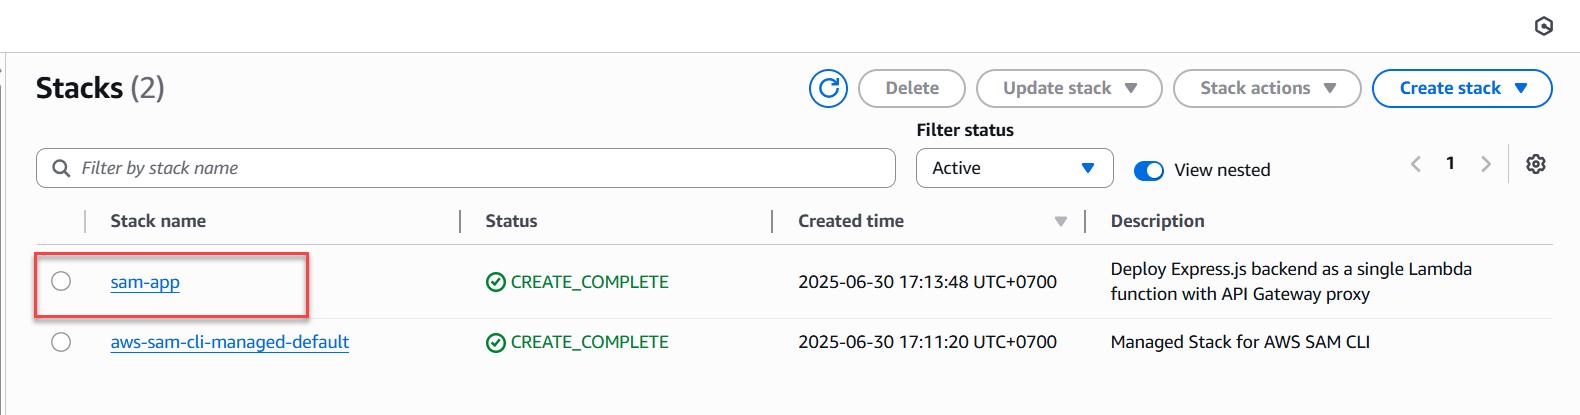 Stacks (2)
Delete
Update stack
Stack actions
Create stack
Filter by stack name
Filter status
Active
View nested
1
Stack name Status Created time Description
sam-app CREATE_COMPLETE 2025-06-30 17:13:48 UTC+0700 Deploy Express.js backend as a single Lambda
function with API Gateway proxy
aws-sam-cli-managed-default CREATE_COMPLETE 2025-06-30 17:11:20 UTC+0700 Managed Stack for AWS SAM CLI